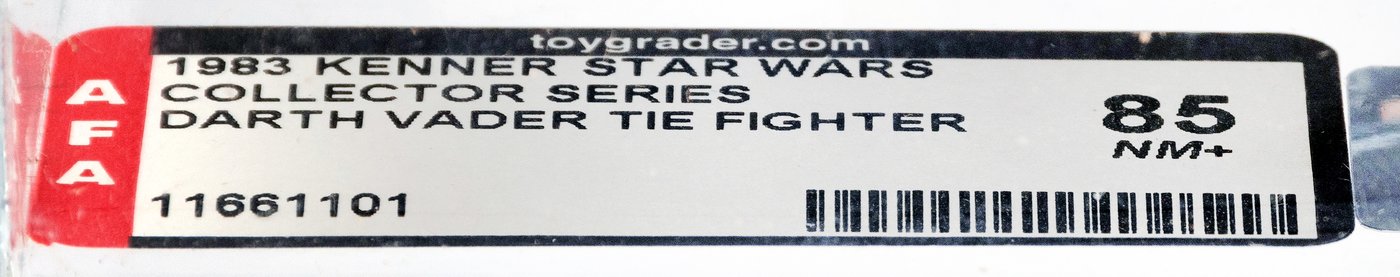 toygrader.com
AFA
1983 KENNER STAR WARS
COLLECTOR SERIES
DARTH VADER TIE FIGHTER
85
NM+
11661101